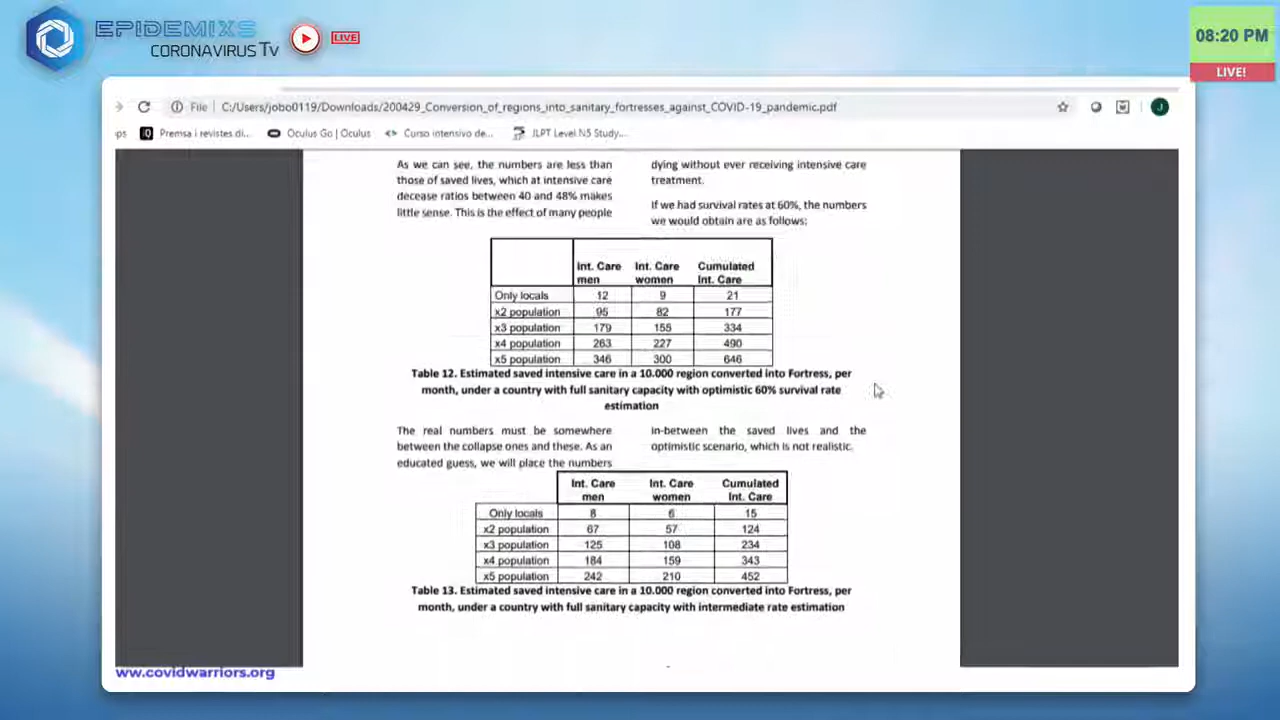 EPIDEMIXS
CORONAVIRUS Tv
LIVE
08:20 PM
LIVE!
File C:/Users/jobo0119/Downloads/200429_Conversion_of_regions_into_sanitary_fortresses_against_COVID-19_pandemic.pdf
J
ps iQ Premsa i revistes di... Oculus Go | Oculus Curso intensivo de... JLPT Level N5 Study...
As we can see, the numbers are less than
those of saved lives, which at intensive care
decease ratios between 40 and 48% makes
little sense. This is the effect of many people
dying without ever receiving intensive care
treatment.
If we had survival rates at 60%, the numbers
we would obtain are as follows:
Int. Care men Int. Care women Cumulated Int. Care
Only locals 12 9 21
x2 population 95 82 177
x3 population 179 155 334
x4 population 263 227 490
x5 population 346 300 646
Table 12. Estimated saved intensive care in a 10.000 region converted into Fortress, per
month, under a country with full sanitary capacity with optimistic 60% survival rate
estimation
The real numbers must be somewhere
between the collapse ones and these. As an
educated guess, we will place the numbers
in-between the saved lives and the
optimistic scenario, which is not realistic.
Int. Care men Int. Care women Cumulated Int. Care
Only locals 8 6 15
x2 population 67 57 124
x3 population 125 108 234
x4 population 184 159 343
x5 population 242 210 452
Table 13. Estimated saved intensive care in a 10.000 region converted into Fortress, per
month, under a country with full sanitary capacity with intermediate rate estimation
ww.covidwarriors.org